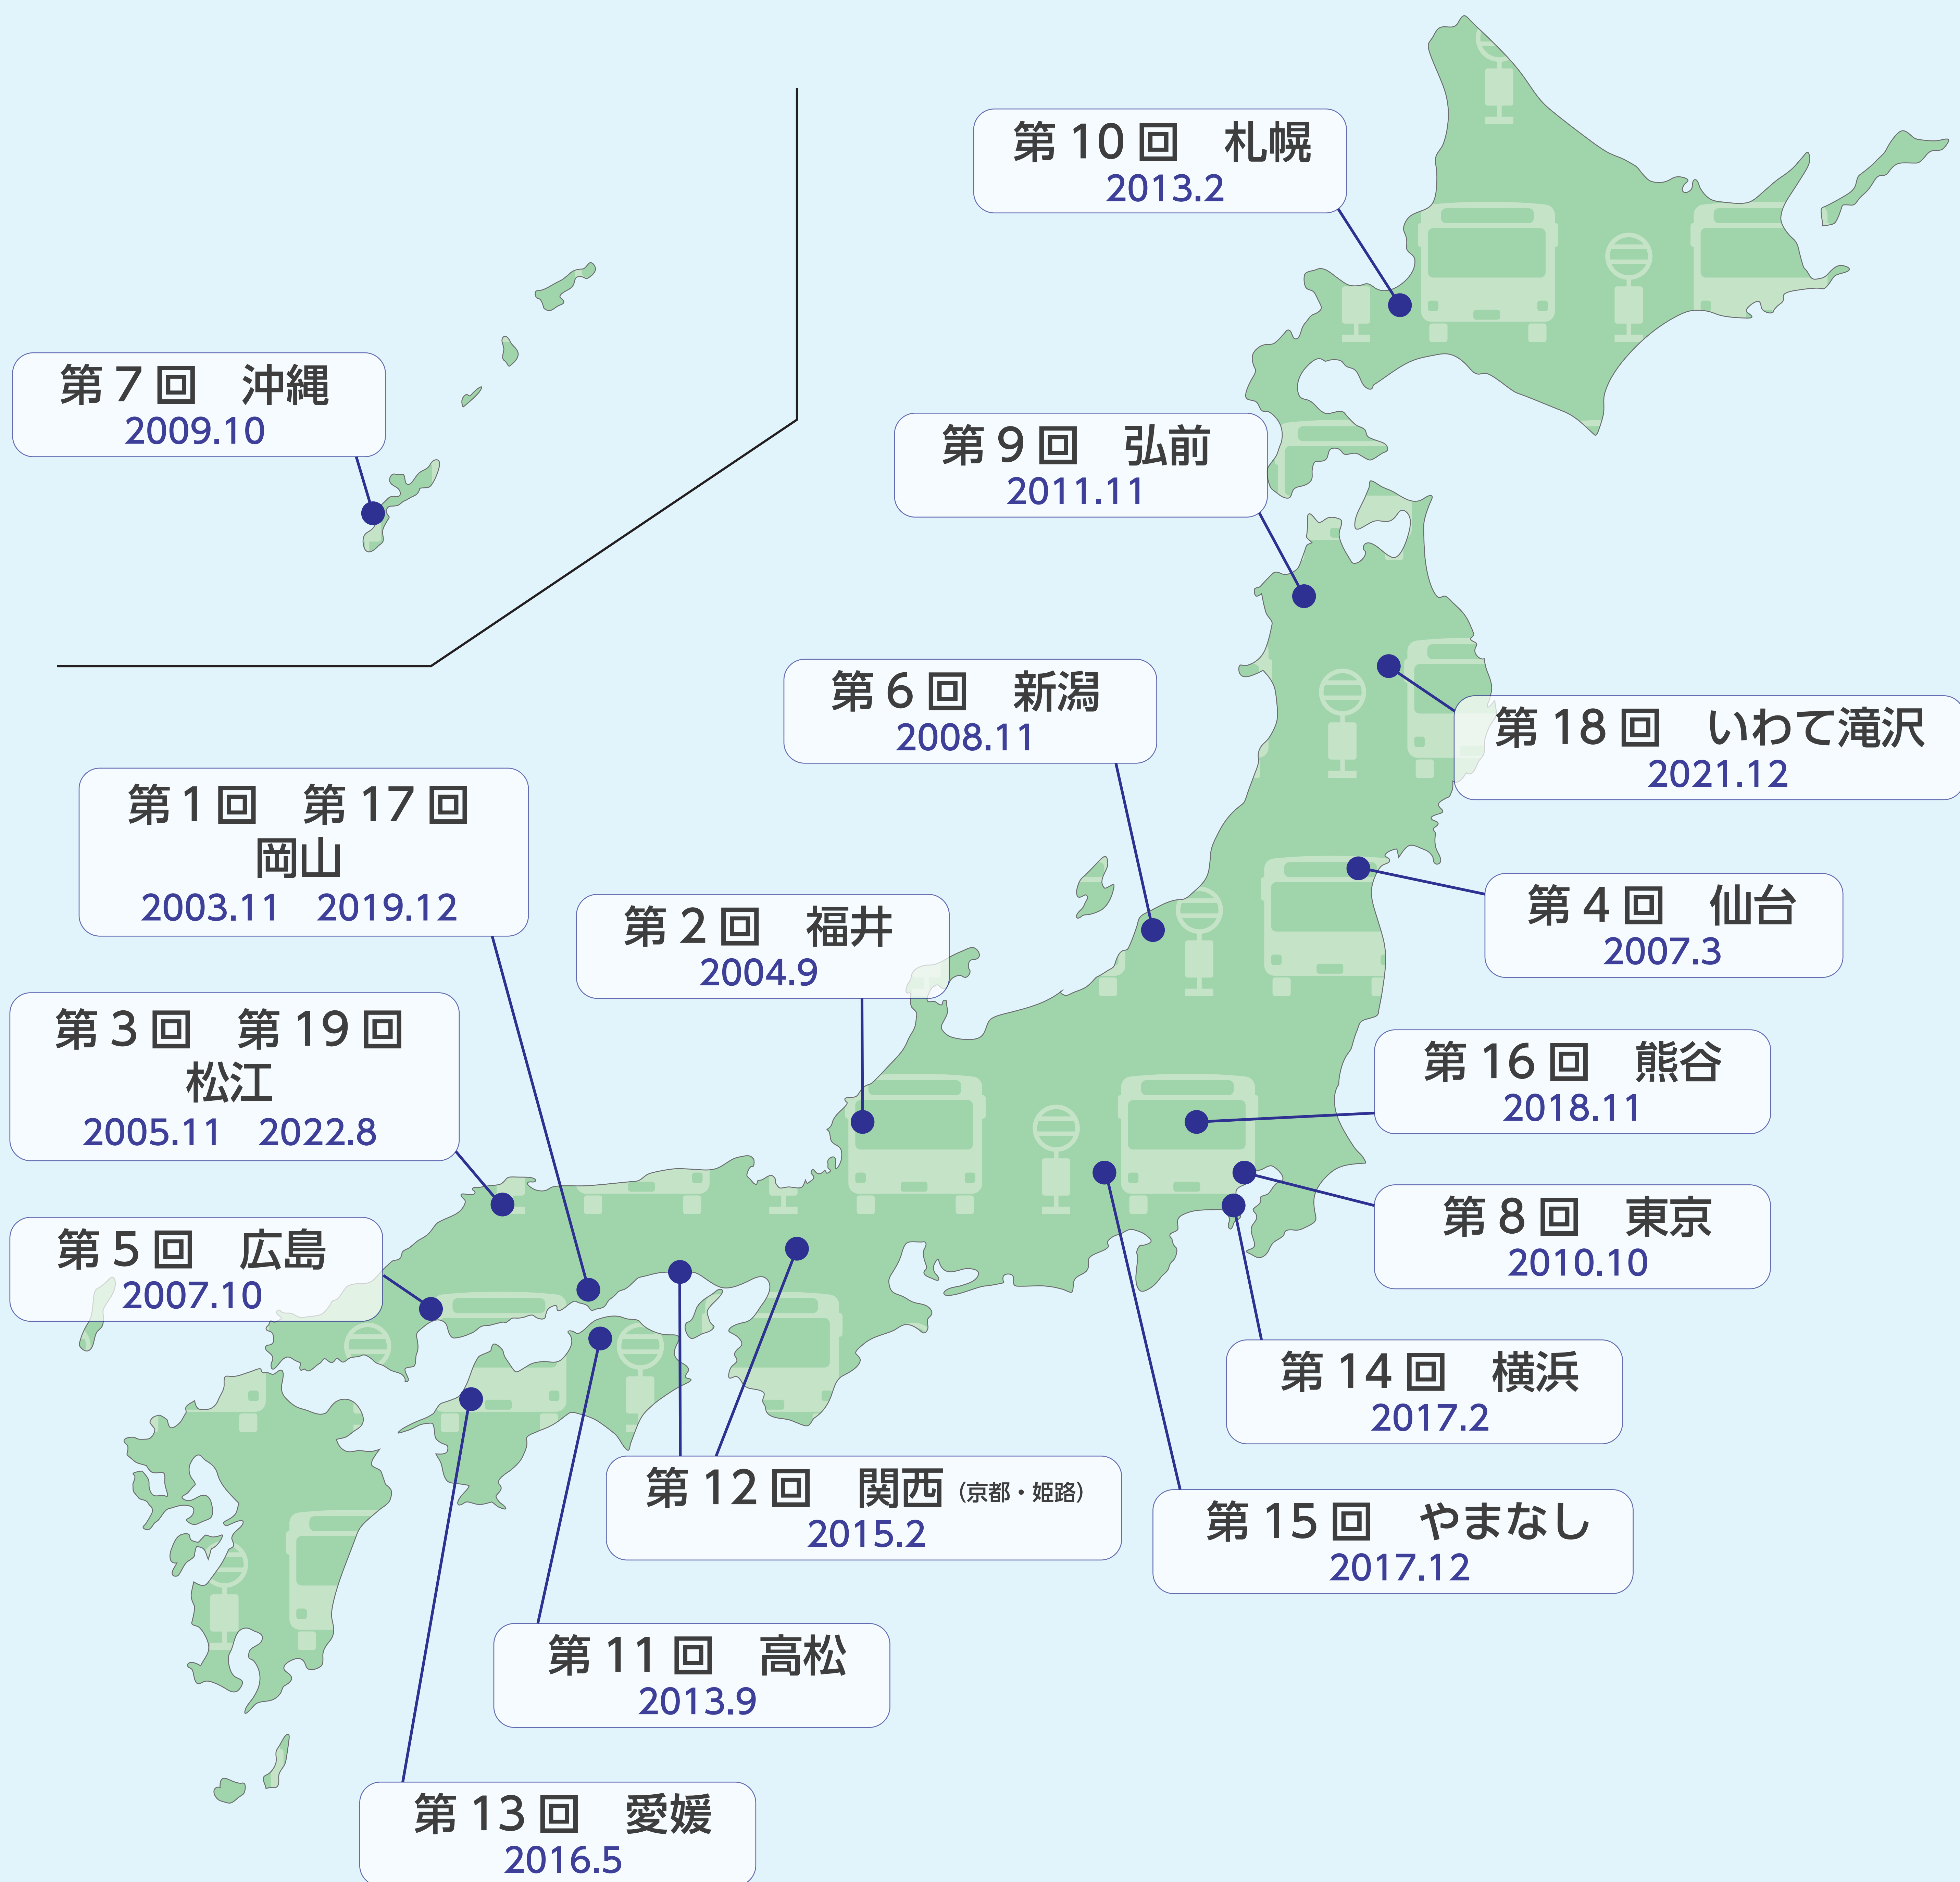 第 10 回　札幌
2013.2
第 7 回　沖縄
2009.10
第 9 回　弘前
2011.11
第 6 回　新潟
2008.11
第 18 回　いわて滝沢
2021.12
第 1 回　第 17 回
岡山
2003.11　2019.12
第 2 回　福井
2004.9
第 4 回　仙台
2007.3
第 3 回　第 19 回
松江
2005.11　2022.8
第 16 回　熊谷
2018.11
第 5 回　広島
2007.10
第 8 回　東京
2010.10
第 14 回　横浜
2017.2
第 12 回　関西（京都・姫路）
2015.2
第 15 回　やまなし
2017.12
第 11 回　高松
2013.9
第 13 回　愛媛
2016.5